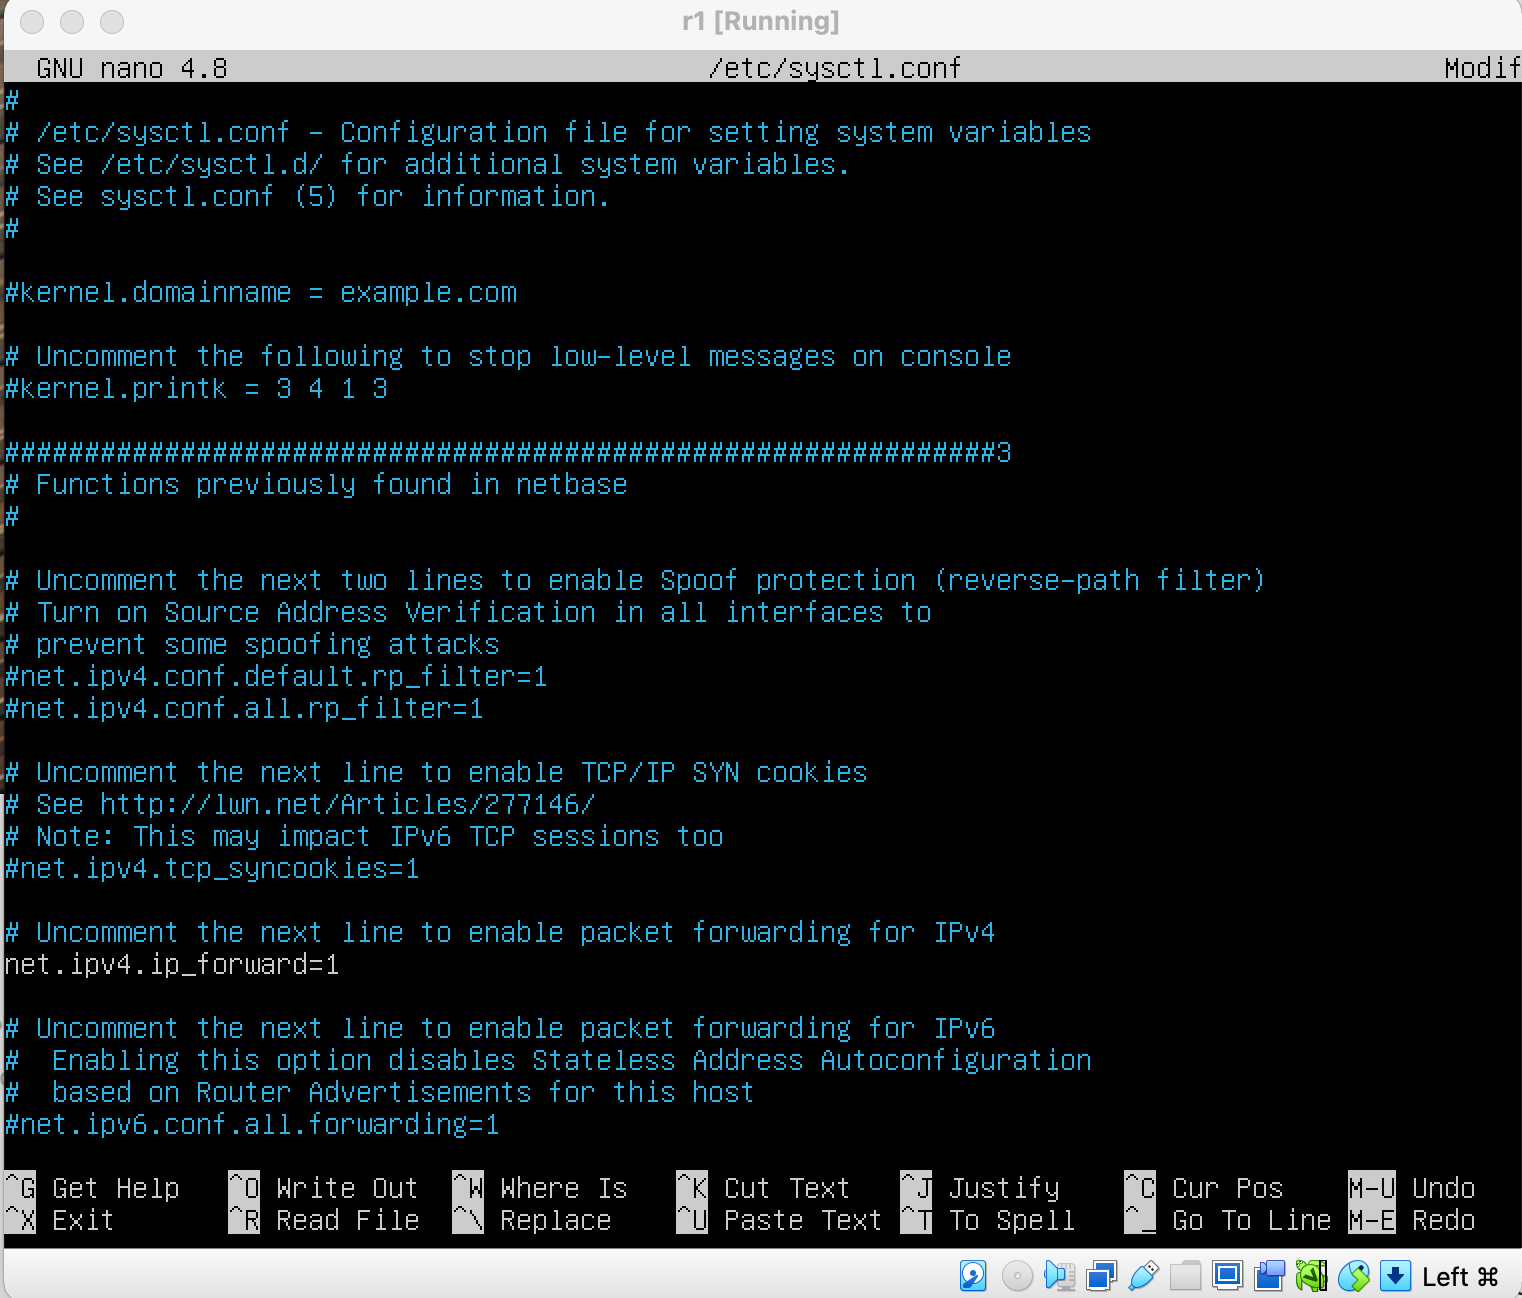 r1 [Running]
GNU nano 4.8 /etc/sysctl.conf Modif
#
# /etc/sysctl.conf - Configuration file for setting system variables
# See /etc/sysctl.d/ for additional system variables.
# See sysctl.conf (5) for information.
#
#kernel.domainname = example.com
# Uncomment the following to stop low-level messages on console
#kernel.printk = 3 4 1 3
##############################################################3
# Functions previously found in netbase
#
# Uncomment the next two lines to enable Spoof protection (reverse-path filter)
# Turn on Source Address Verification in all interfaces to
# prevent some spoofing attacks
#net.ipv4.conf.default.rp_filter=1
#net.ipv4.conf.all.rp_filter=1
# Uncomment the next line to enable TCP/IP SYN cookies
# See http://lwn.net/Articles/277146/
# Note: This may impact IPv6 TCP sessions too
#net.ipv4.tcp_syncookies=1
# Uncomment the next line to enable packet forwarding for IPv4
net.ipv4.ip_forward=1
# Uncomment the next line to enable packet forwarding for IPv6
#  Enabling this option disables Stateless Address Autoconfiguration
#  based on Router Advertisements for this host
#net.ipv6.conf.all.forwarding=1
^G Get Help ^O Write Out ^W Where Is ^K Cut Text ^J Justify ^C Cur Pos M-U Undo
^X Exit ^R Read File ^\ Replace ^U Paste Text ^T To Spell ^_ Go To Line M-E Redo
Left ⌘